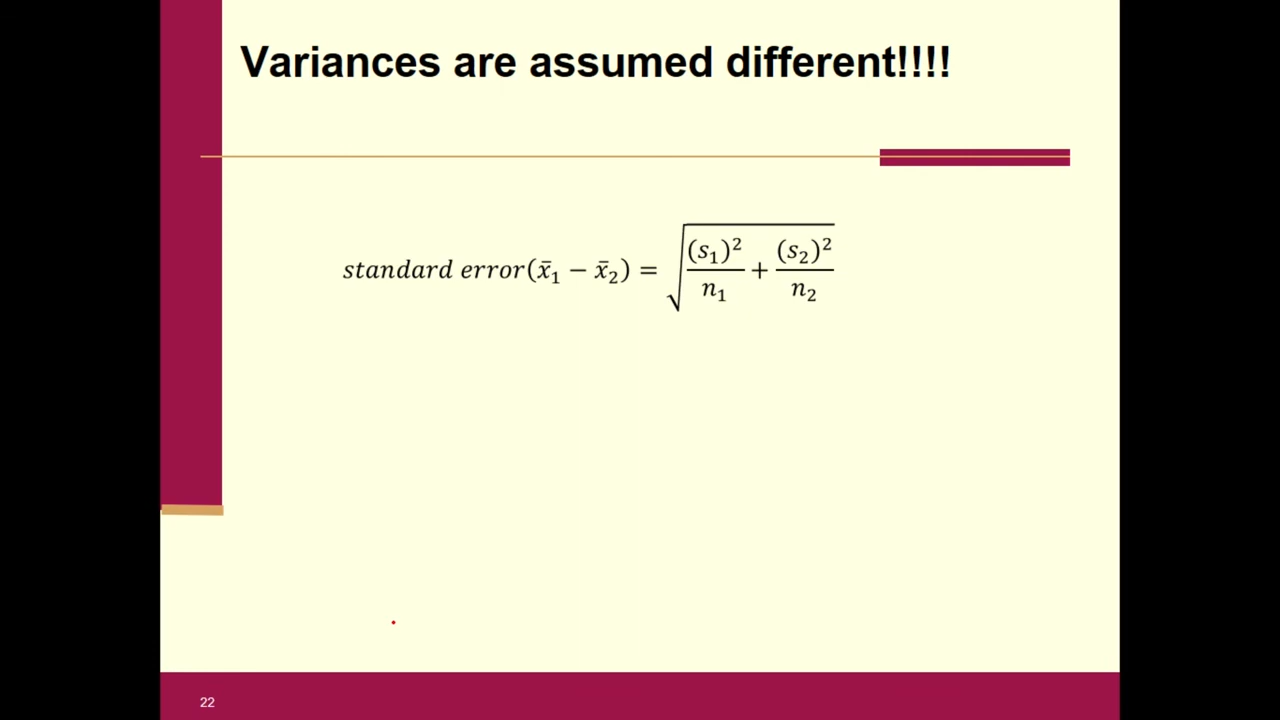 Variances are assumed different!!!!
standard error(x̄₁ − x̄₂) = √((s₁)²/n₁ + (s₂)²/n₂)
22